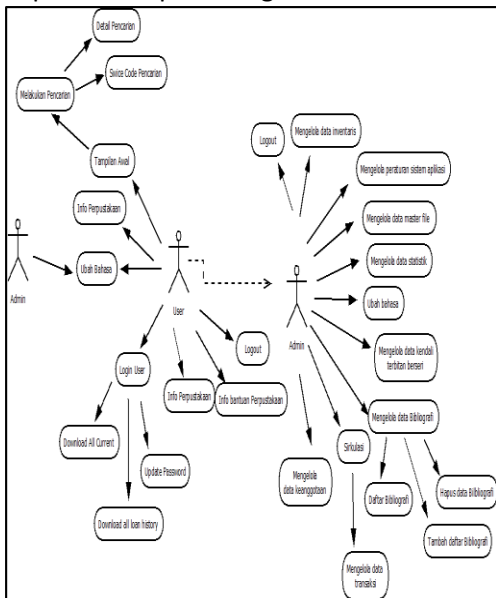 Detail Pencarian
Swice Code Pencarian
Melakukan Pencarian
Tampilan Awal
Info Perpustakaan
Ubah Bahasa
Admin
User
Login User
Download All Current
Update Password
Download all loan history
Info Perpustakaan
Info bantuan Perpustakaan
Logout
Logout
Mengelola data inventaris
Mengelola peraturan sistem aplikasi
Mengelola data master file
Mengelola data statistik
Ubah bahasa
Mengelola data kendali
terbitan berseri
Admin
Mengelola data Bibliografi
Sirkulasi
Mengelola
data keanggotaan
Daftar Bibliografi
Hapus data Bibliografi
Tambah daftar Bibliografi
Mengelola data
transaksi